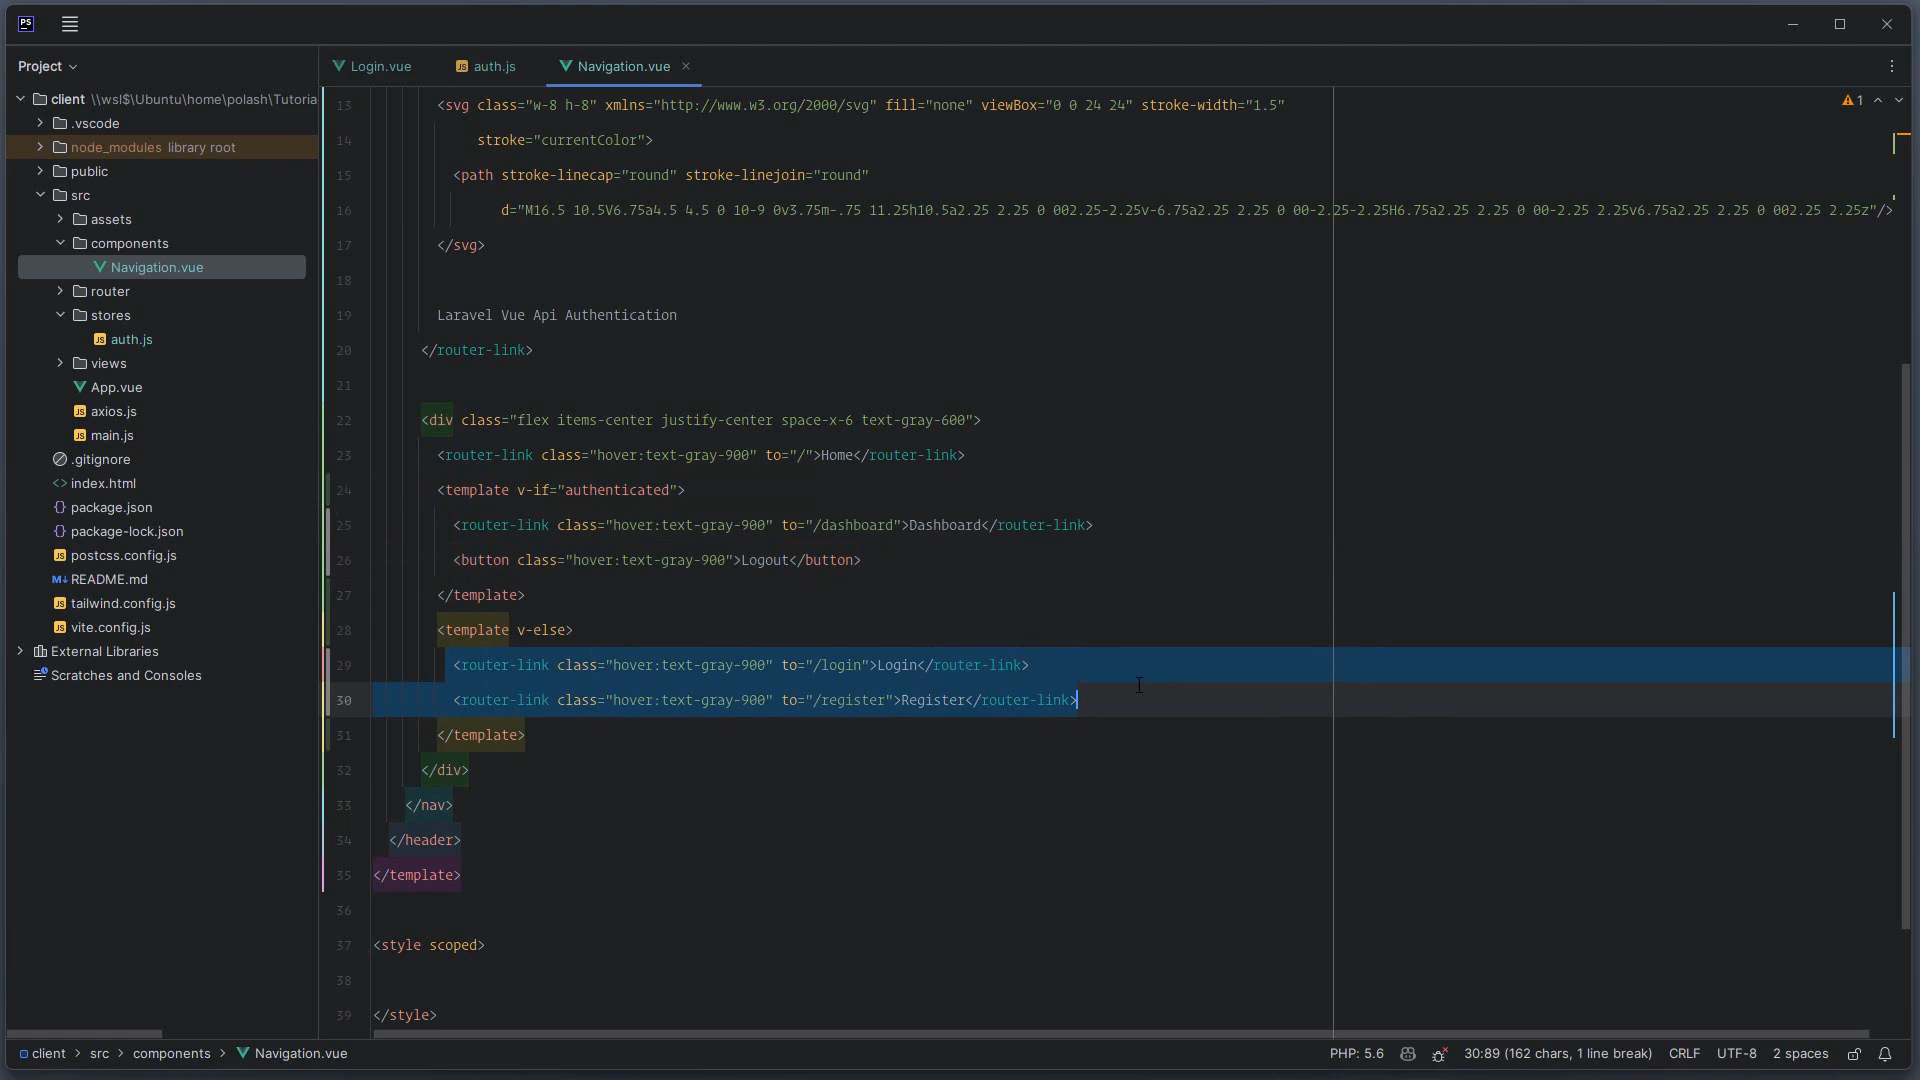 PS
Project
client \\wsl$\Ubuntu\home\polash\Tutoria
.vscode
node_modules library root
public
src
assets
components
Navigation.vue
router
stores
JS auth.js
views
App.vue
JS axios.js
JS main.js
.gitignore
<> index.html
{} package.json
{} package-lock.json
JS postcss.config.js
M↓ README.md
JS tailwind.config.js
JS vite.config.js
External Libraries
Scratches and Consoles
Login.vue
JS auth.js
Navigation.vue
1
13 <svg class="w-8 h-8" xmlns="http://www.w3.org/2000/svg" fill="none" viewBox="0 0 24 24" stroke-width="1.5"
14 stroke="currentColor">
15 <path stroke-linecap="round" stroke-linejoin="round"
16 d="M16.5 10.5V6.75a4.5 4.5 0 10-9 0v3.75m-.75 11.25h10.5a2.25 2.25 0 002.25-2.25v-6.75a2.25 2.25 0 00-2.25-2.25H6.75a2.25 2.25 0 00-2.25 2.25v6.75a2.25 2.25 0 002.25 2.25z"/>
17 </svg>
18
19 Laravel Vue Api Authentication
20 </router-link>
21
22 <div class="flex items-center justify-center space-x-6 text-gray-600">
23 <router-link class="hover:text-gray-900" to="/">Home</router-link>
24 <template v-if="authenticated">
25 <router-link class="hover:text-gray-900" to="/dashboard">Dashboard</router-link>
26 <button class="hover:text-gray-900">Logout</button>
27 </template>
28 <template v-else>
29 <router-link class="hover:text-gray-900" to="/login">Login</router-link>
30 <router-link class="hover:text-gray-900" to="/register">Register</router-link>
31 </template>
32 </div>
33 </nav>
34 </header>
35 </template>
36
37 <style scoped>
38
39 </style>
client > src > components > Navigation.vue
PHP: 5.6
30:89 (162 chars, 1 line break)
CRLF
UTF-8
2 spaces